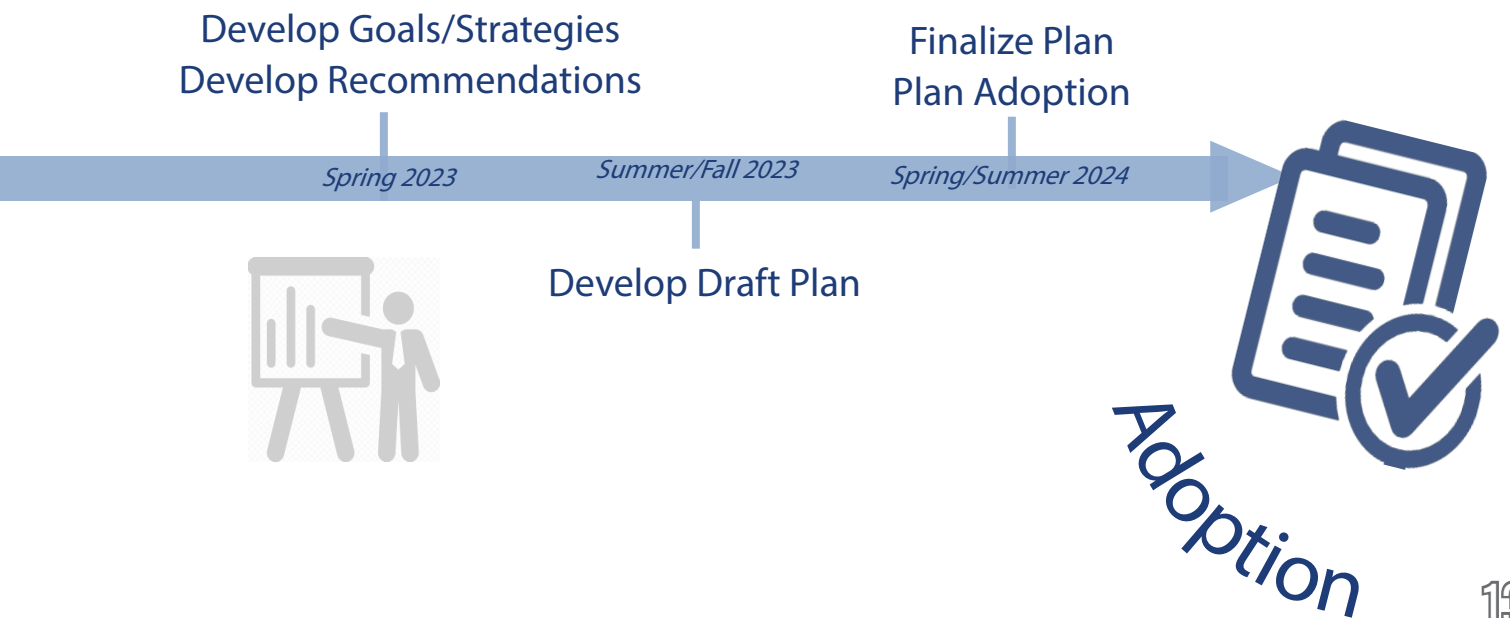 Develop Goals/Strategies
Develop Recommendations
Finalize Plan
Plan Adoption
Spring 2023
Summer/Fall 2023
Spring/Summer 2024
Develop Draft Plan
Adoption